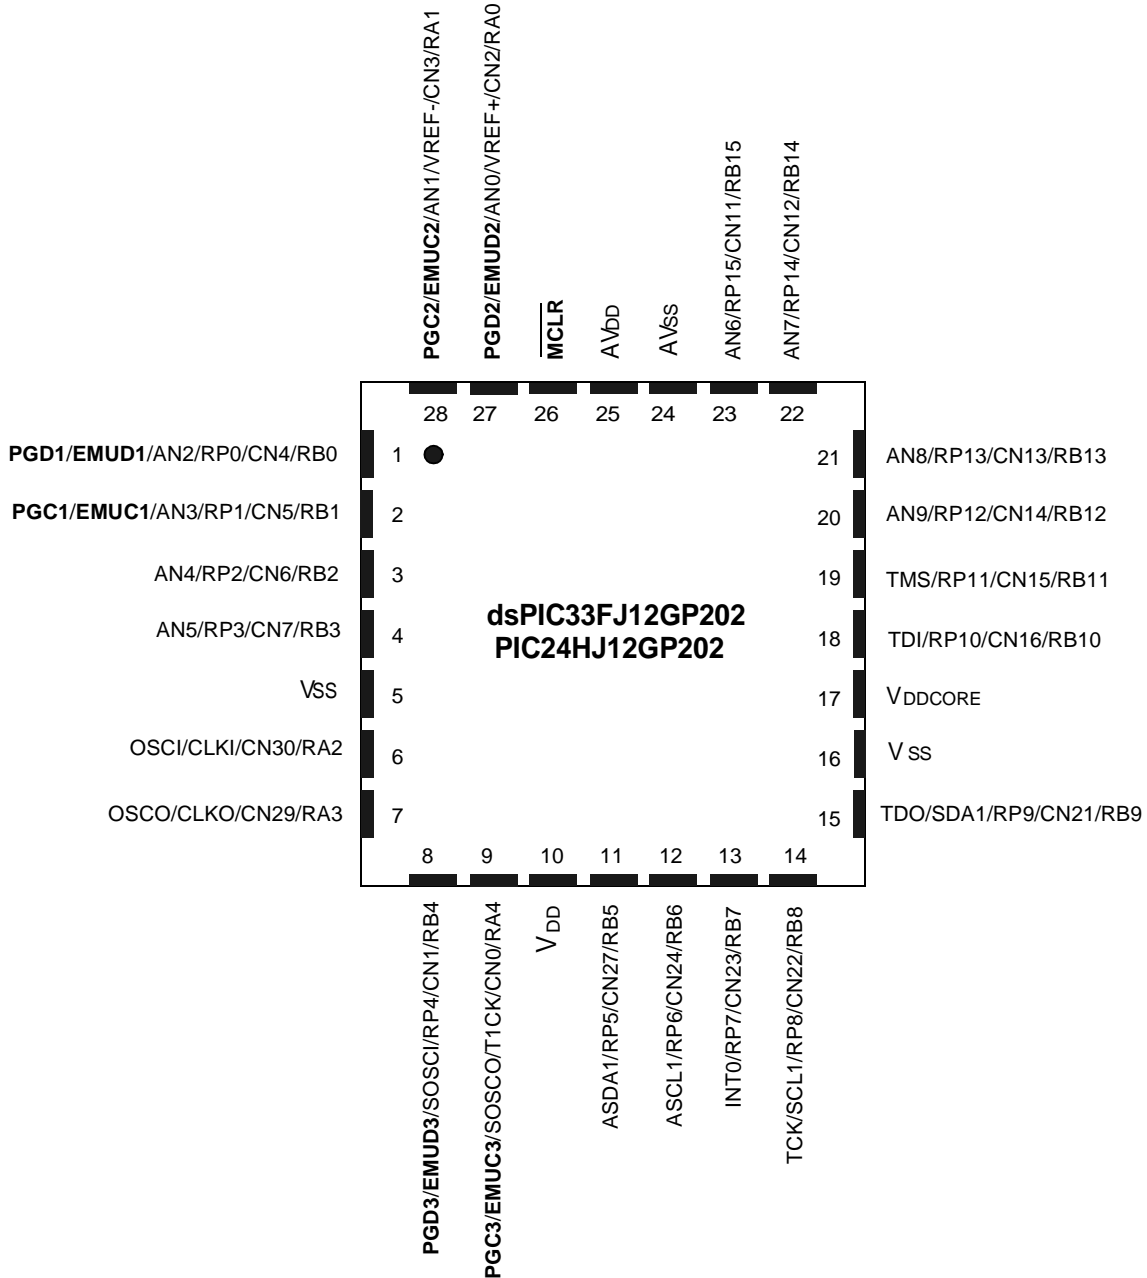 PGC2/EMUC2/AN1/VREF-/CN3/RA1
PGD2/EMUD2/AN0/VREF+/CN2/RA0
MCLR
AVDD
AVSS
AN6/RP15/CN11/RB15
AN7/RP14/CN12/RB14
28 27 26 25 24 23 22
PGD1/EMUD1/AN2/RP0/CN4/RB0 1
PGC1/EMUC1/AN3/RP1/CN5/RB1 2
AN4/RP2/CN6/RB2 3
AN5/RP3/CN7/RB3 4
VSS 5
OSCI/CLKI/CN30/RA2 6
OSCO/CLKO/CN29/RA3 7
dsPIC33FJ12GP202
PIC24HJ12GP202
21 AN8/RP13/CN13/RB13
20 AN9/RP12/CN14/RB12
19 TMS/RP11/CN15/RB11
18 TDI/RP10/CN16/RB10
17 VDDCORE
16 VSS
15 TDO/SDA1/RP9/CN21/RB9
8 9 10 11 12 13 14
PGD3/EMUD3/SOSCI/RP4/CN1/RB4
PGC3/EMUC3/SOSCO/T1CK/CN0/RA4
VDD
ASDA1/RP5/CN27/RB5
ASCL1/RP6/CN24/RB6
INT0/RP7/CN23/RB7
TCK/SCL1/RP8/CN22/RB8